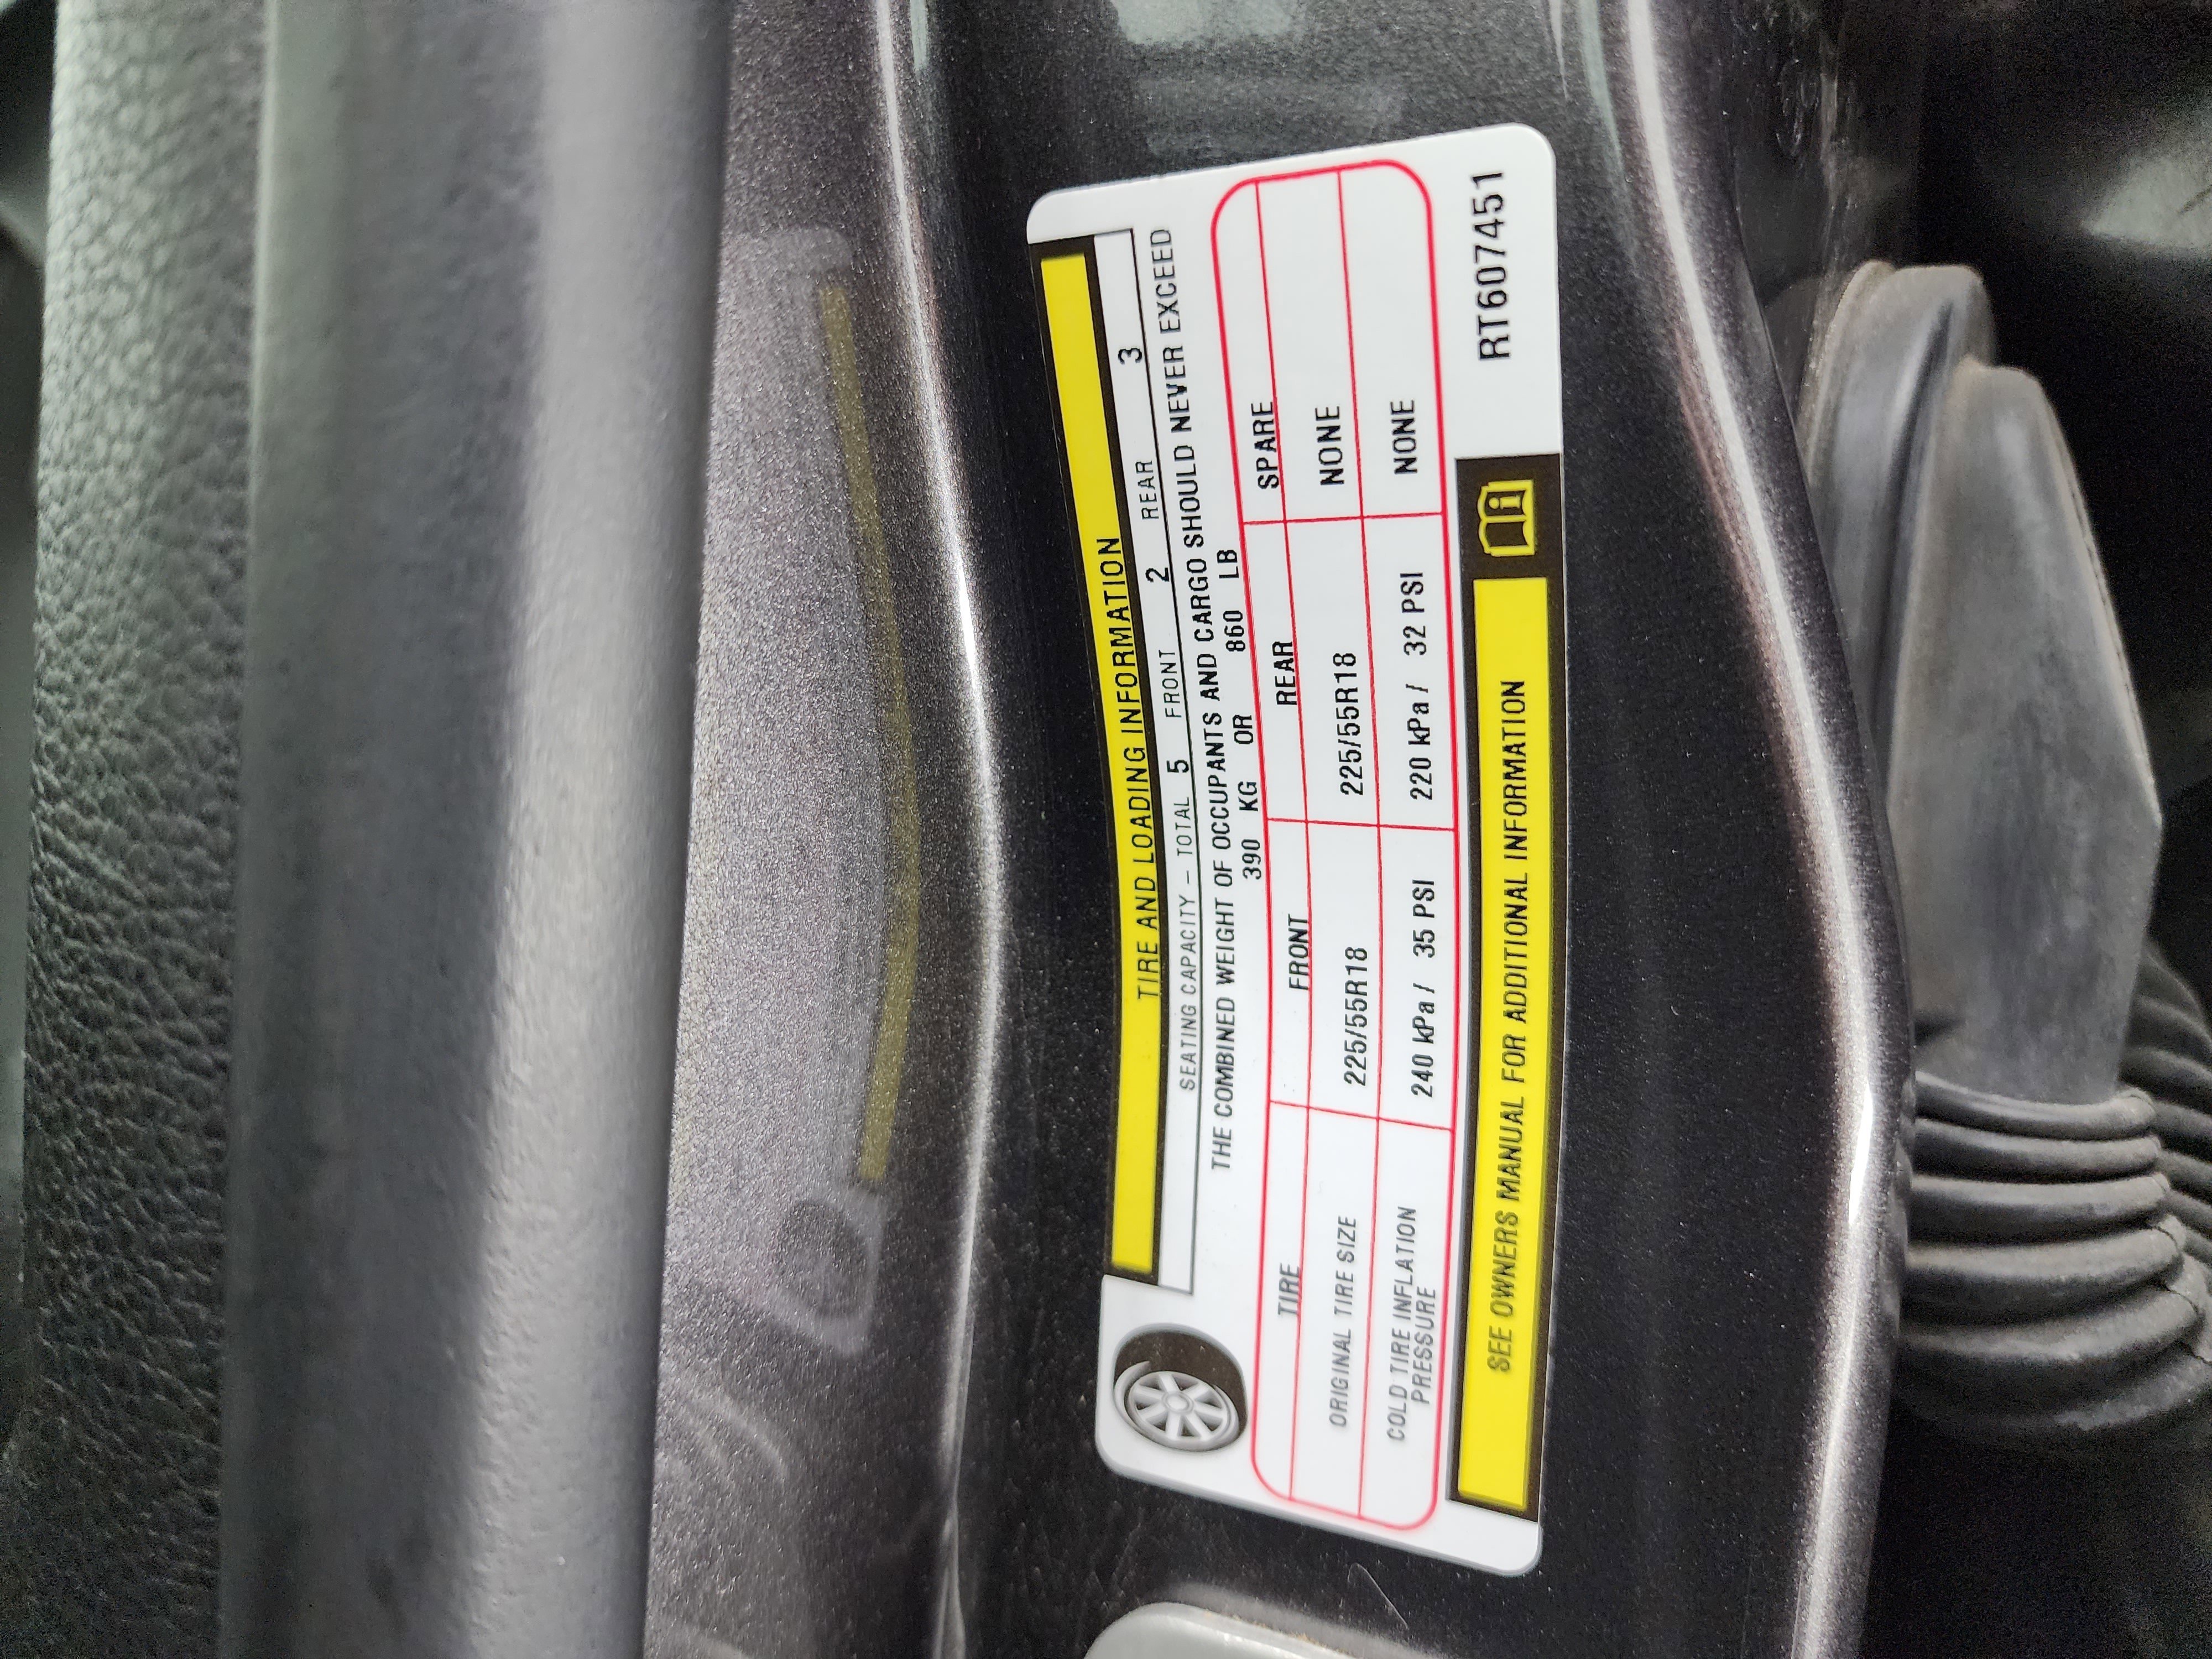 TIRE AND LOADING INFORMATION
SEATING CAPACITY – TOTAL 5 FRONT 2 REAR 3
THE COMBINED WEIGHT OF OCCUPANTS AND CARGO SHOULD NEVER EXCEED
390 KG OR 860 LB
TIRE FRONT REAR SPARE
ORIGINAL TIRE SIZE 225/55R18 225/55R18 NONE
COLD TIRE INFLATION
PRESSURE 240 kPa / 35 PSI 220 kPa / 32 PSI NONE
SEE OWNERS MANUAL FOR ADDITIONAL INFORMATION
RT607451